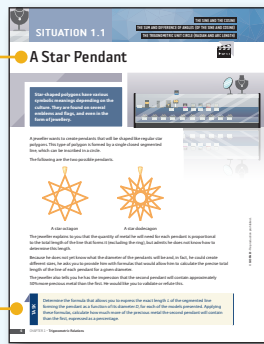 THE SINE AND THE COSINE
THE SUM AND DIFFERENCE OF ANGLES (OF THE SINE AND COSINE)
THE TRIGONOMETRIC UNIT CIRCLE (RADIAN AND ARC LENGTH)
SITUATION 1.1
A Star Pendant
Star-shaped polygons have various
symbolic meanings depending on the
culture. They are found on several
emblems and flags, and even in the
form of jewellery.
A jeweller wants to create pendants that will be shaped like regular star
polygons. This type of polygon is formed by a single closed segmented
line, which can be inscribed in a circle.
The following are the two possible pendants.
A star octagon
A star dodecagon
The jeweller explains to you that the quantity of metal he will need for each pendant is proportional
to the total length of the line that forms it (excluding the ring), but admits he does not know how to
determine this length.
Because he does not yet know what the diameter of the pendants will be and, in fact, he could create
different sizes, he asks you to provide him with formulas that would allow him to calculate the precise total
length of the line of each pendant for a given diameter.
The jeweller also tells you he has the impression that the second pendant will contain approximately
50% more precious metal than the first. He would like you to validate or refute this.
TASK
Determine the formula that allows you to express the exact length L of the segmented line
forming the pendant as a function of its diameter D, for each of the models presented. Applying
these formulas, calculate how much more of the precious metal the second pendant will contain
than the first, expressed as a percentage.
CHAPTER 1 – Trigonometric Relations